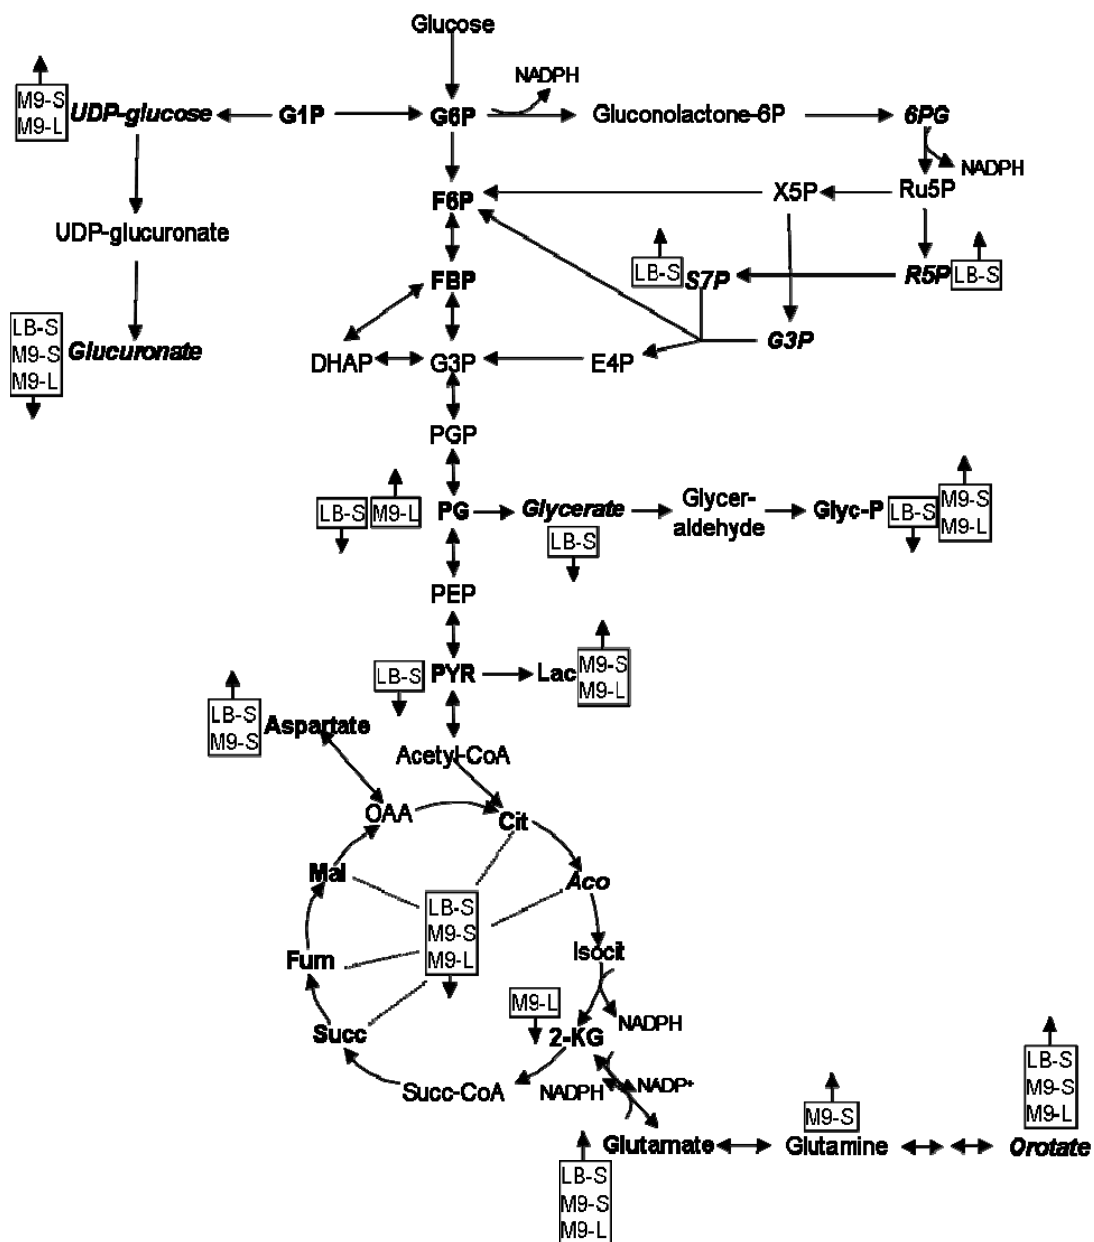 Glucose
NADPH
M9-S
M9-L
UDP-glucose
G1P
G6P
Gluconolactone-6P
6PG
NADPH
F6P
X5P
Ru5P
UDP-glucuronate
LB-S
S7P
R5P
LB-S
FBP
LB-S
M9-S
M9-L
Glucuronate
DHAP
G3P
E4P
G3P
PGP
LB-S
M9-L
PG
Glycerate
Glycer-
aldehyde
Glyc-P
LB-S
M9-S
M9-L
LB-S
PEP
LB-S
PYR
Lac
M9-S
M9-L
LB-S
M9-S
Aspartate
Acetyl-CoA
OAA
Cit
Mal
Aco
LB-S
M9-S
M9-L
Fum
Isocit
M9-L
NADPH
Succ
2-KG
Succ-CoA
NADPH
NADP+
LB-S
M9-S
M9-L
M9-S
Glutamate
Glutamine
Orotate
LB-S
M9-S
M9-L